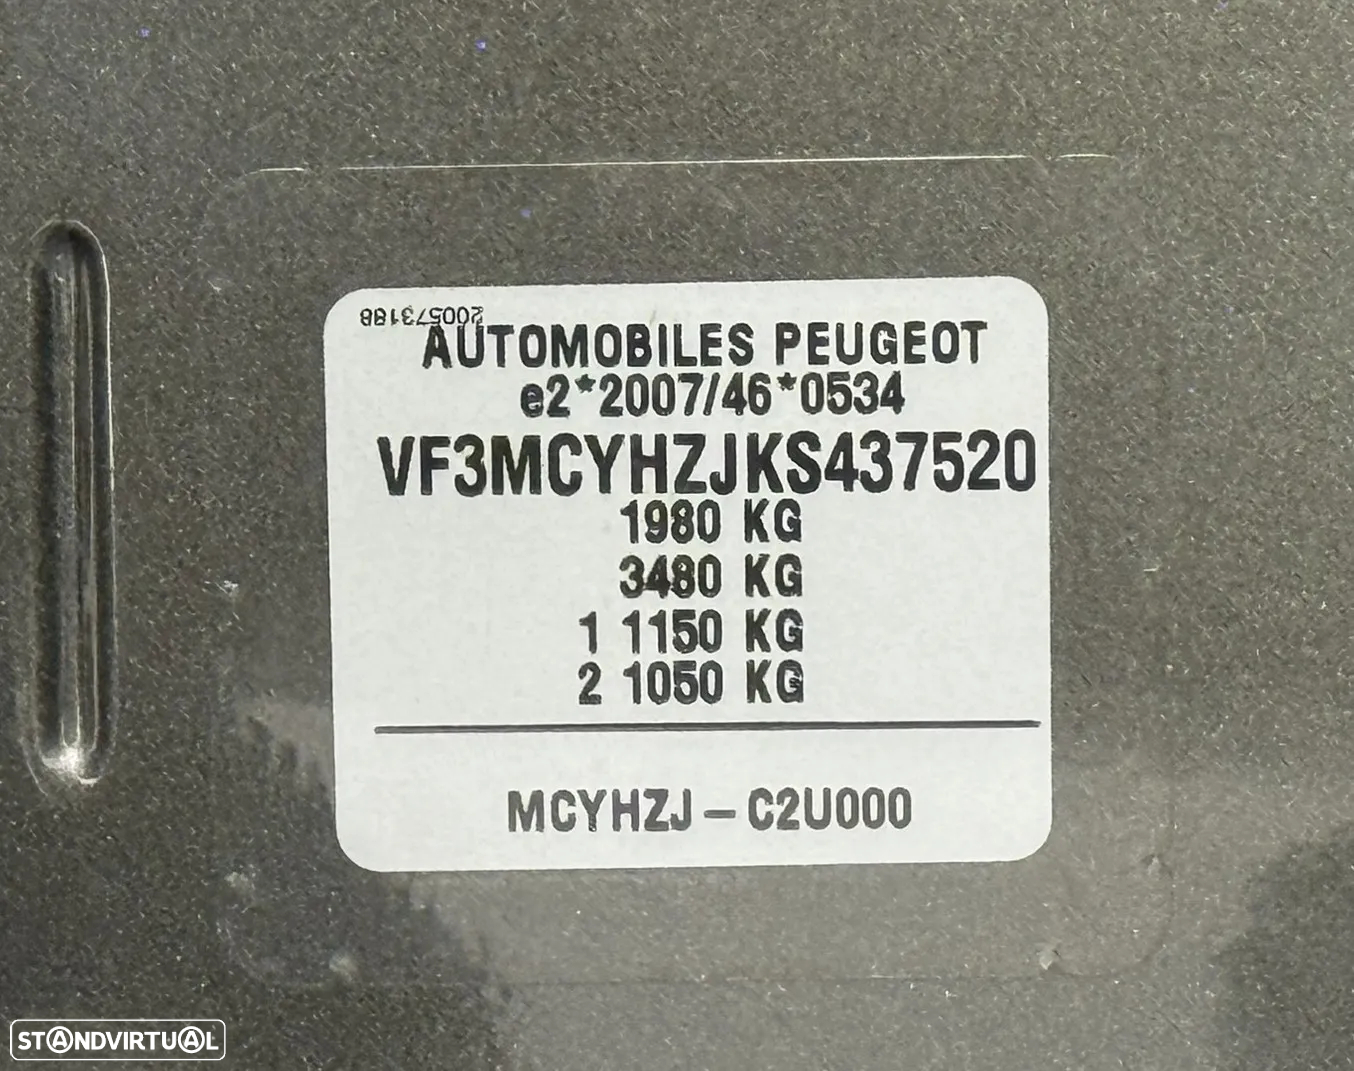 200573188
AUTOMOBILES PEUGEOT
e2*2007/46*0534
VF3MCYHZJKS437520
1980 KG
3480 KG
1 1150 KG
2 1050 KG
MCYHZJ – C2U000
STANDVIRTUAL